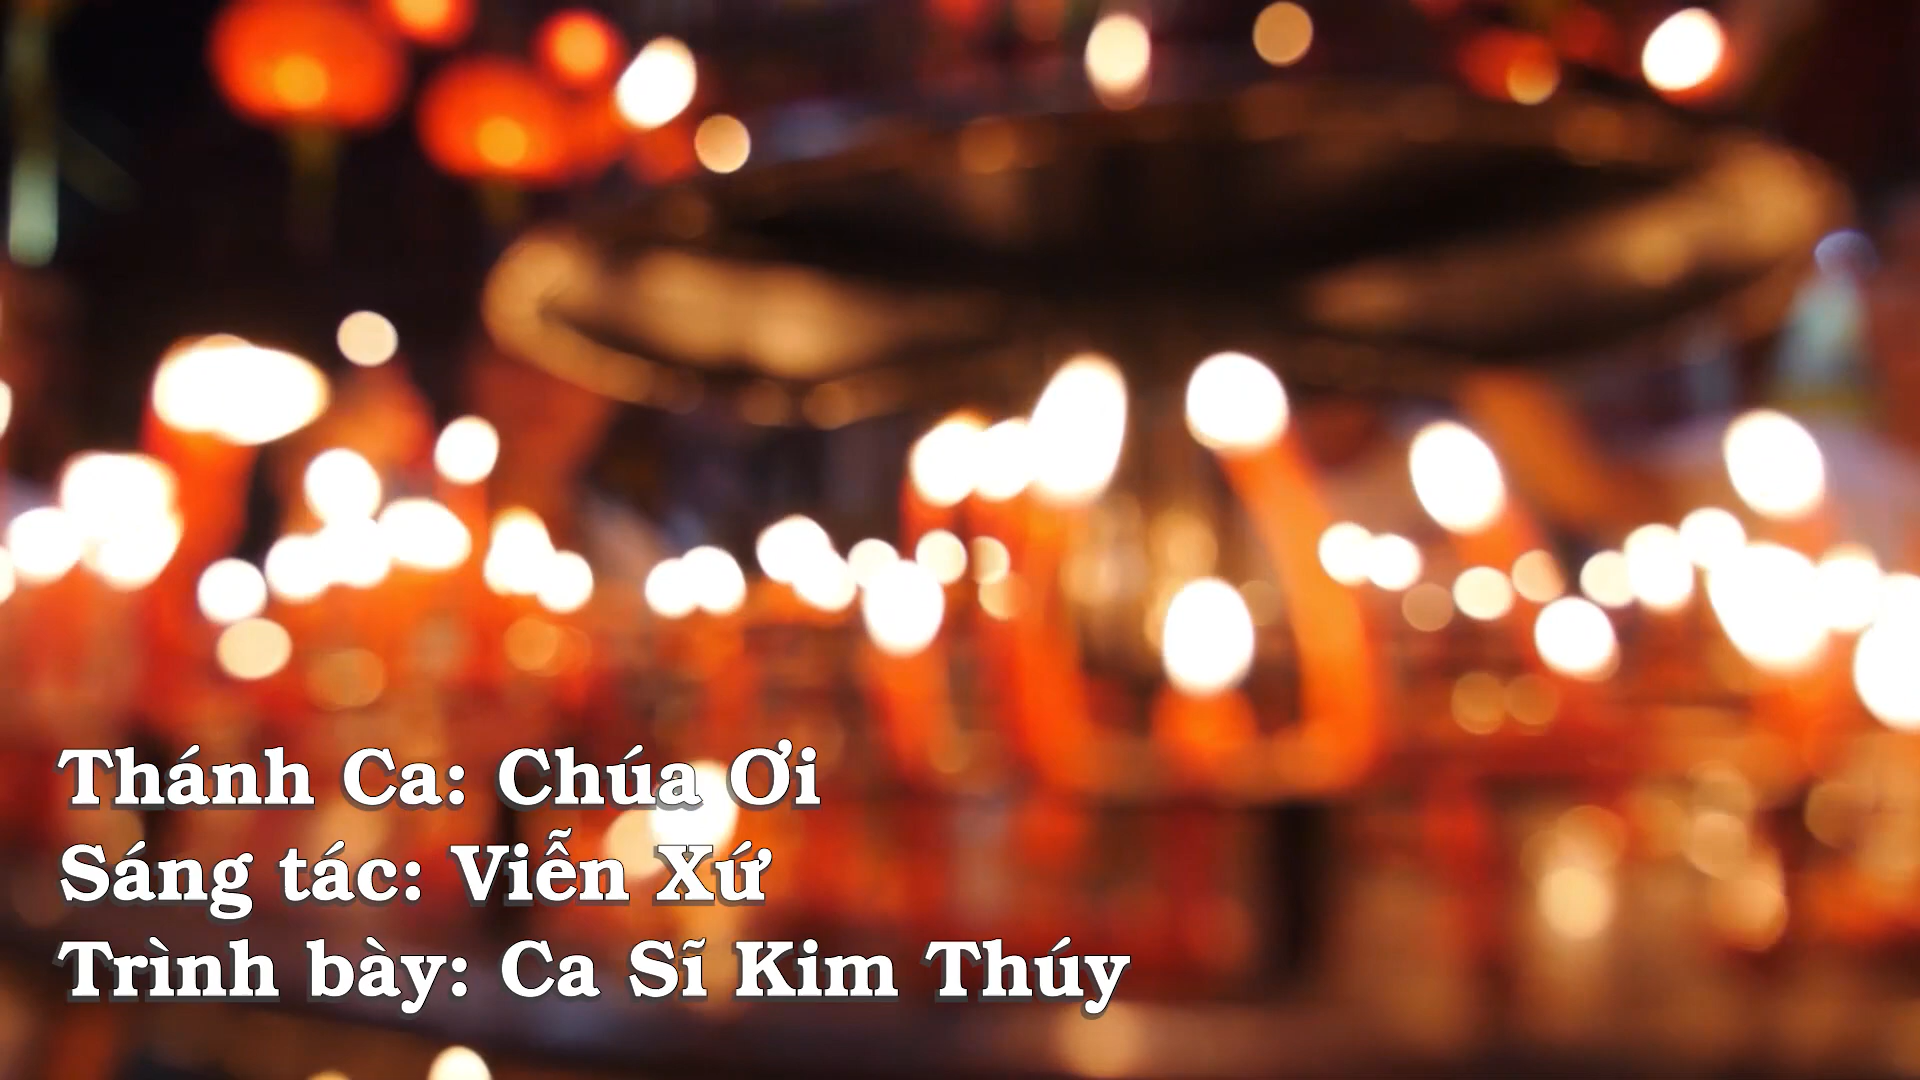 Thánh Ca: Chúa Ơi
Sáng tác: Viễn Xứ
Trình bày: Ca Sĩ Kim Thúy